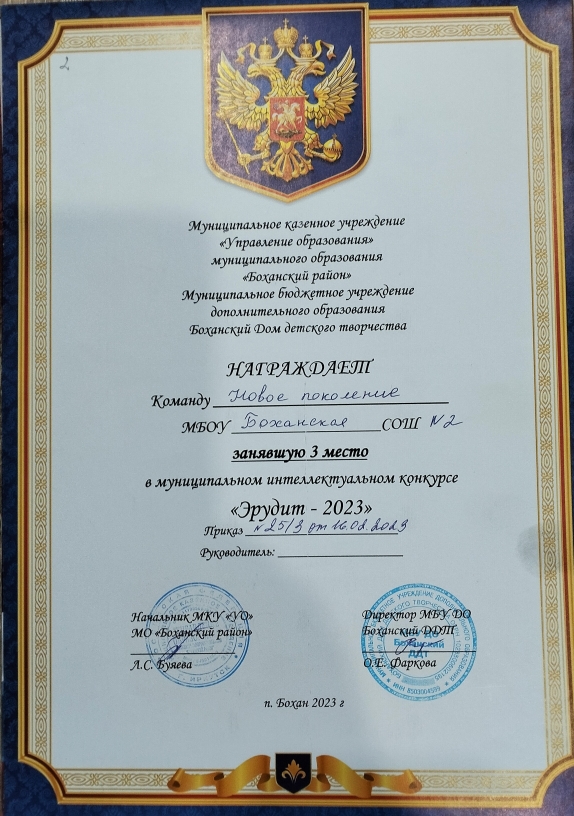 2
Муниципальное казенное учреждение
«Управление образования»
муниципального образования
«Боханский район»
Муниципальное бюджетное учреждение
дополнительного образования
Боханский Дом детского творчества
НАГРАЖДАЕТ
Команду Новое поколение
МБОУ Боханская СОШ №2
занявшую 3 место
в муниципальном интеллектуальном конкурсе
«Эрудит - 2023»
Приказ №25/3 от 16.02.2023
Руководитель:
Начальник МКУ «УО»
МО «Боханский район»
Л.С. Буяева
Директор МБУ ДО
Боханский ДДТ
О.Е. Фаркова
п. Бохан 2023 г